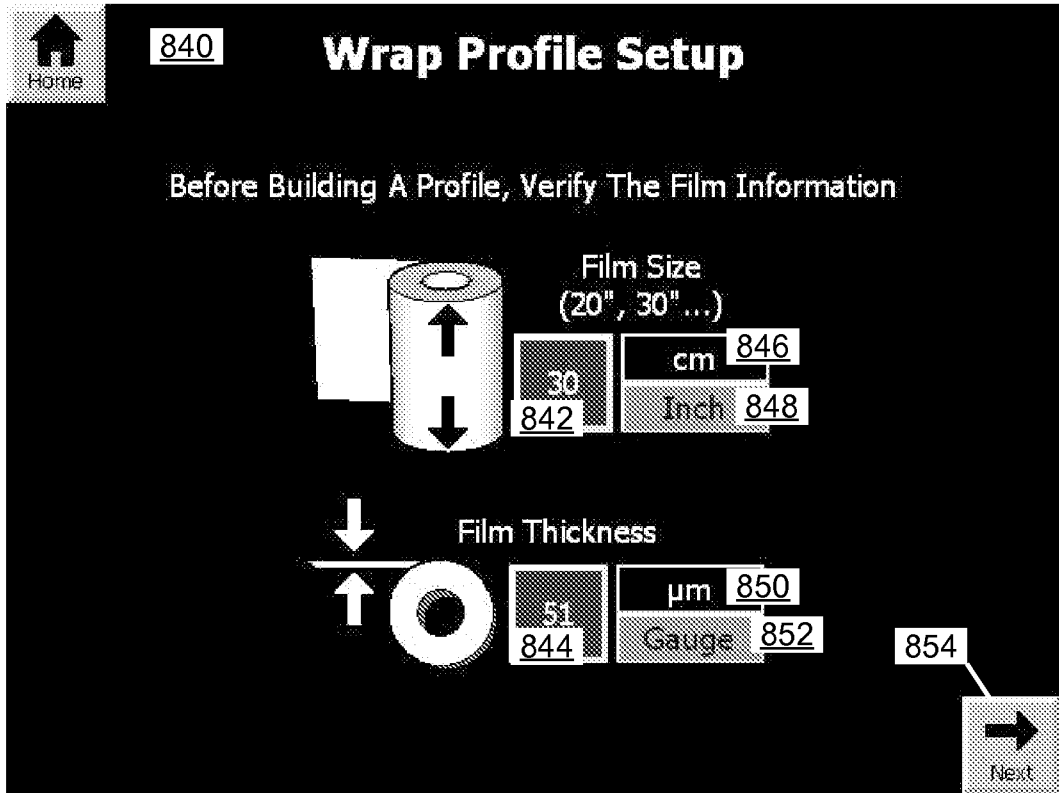 840
Wrap Profile Setup
Home
Before Building A Profile, Verify The Film Information
Film Size
(20", 30"...)
30
842
cm
846
Inch
848
Film Thickness
51
844
µm
850
Gauge
852
854
Next